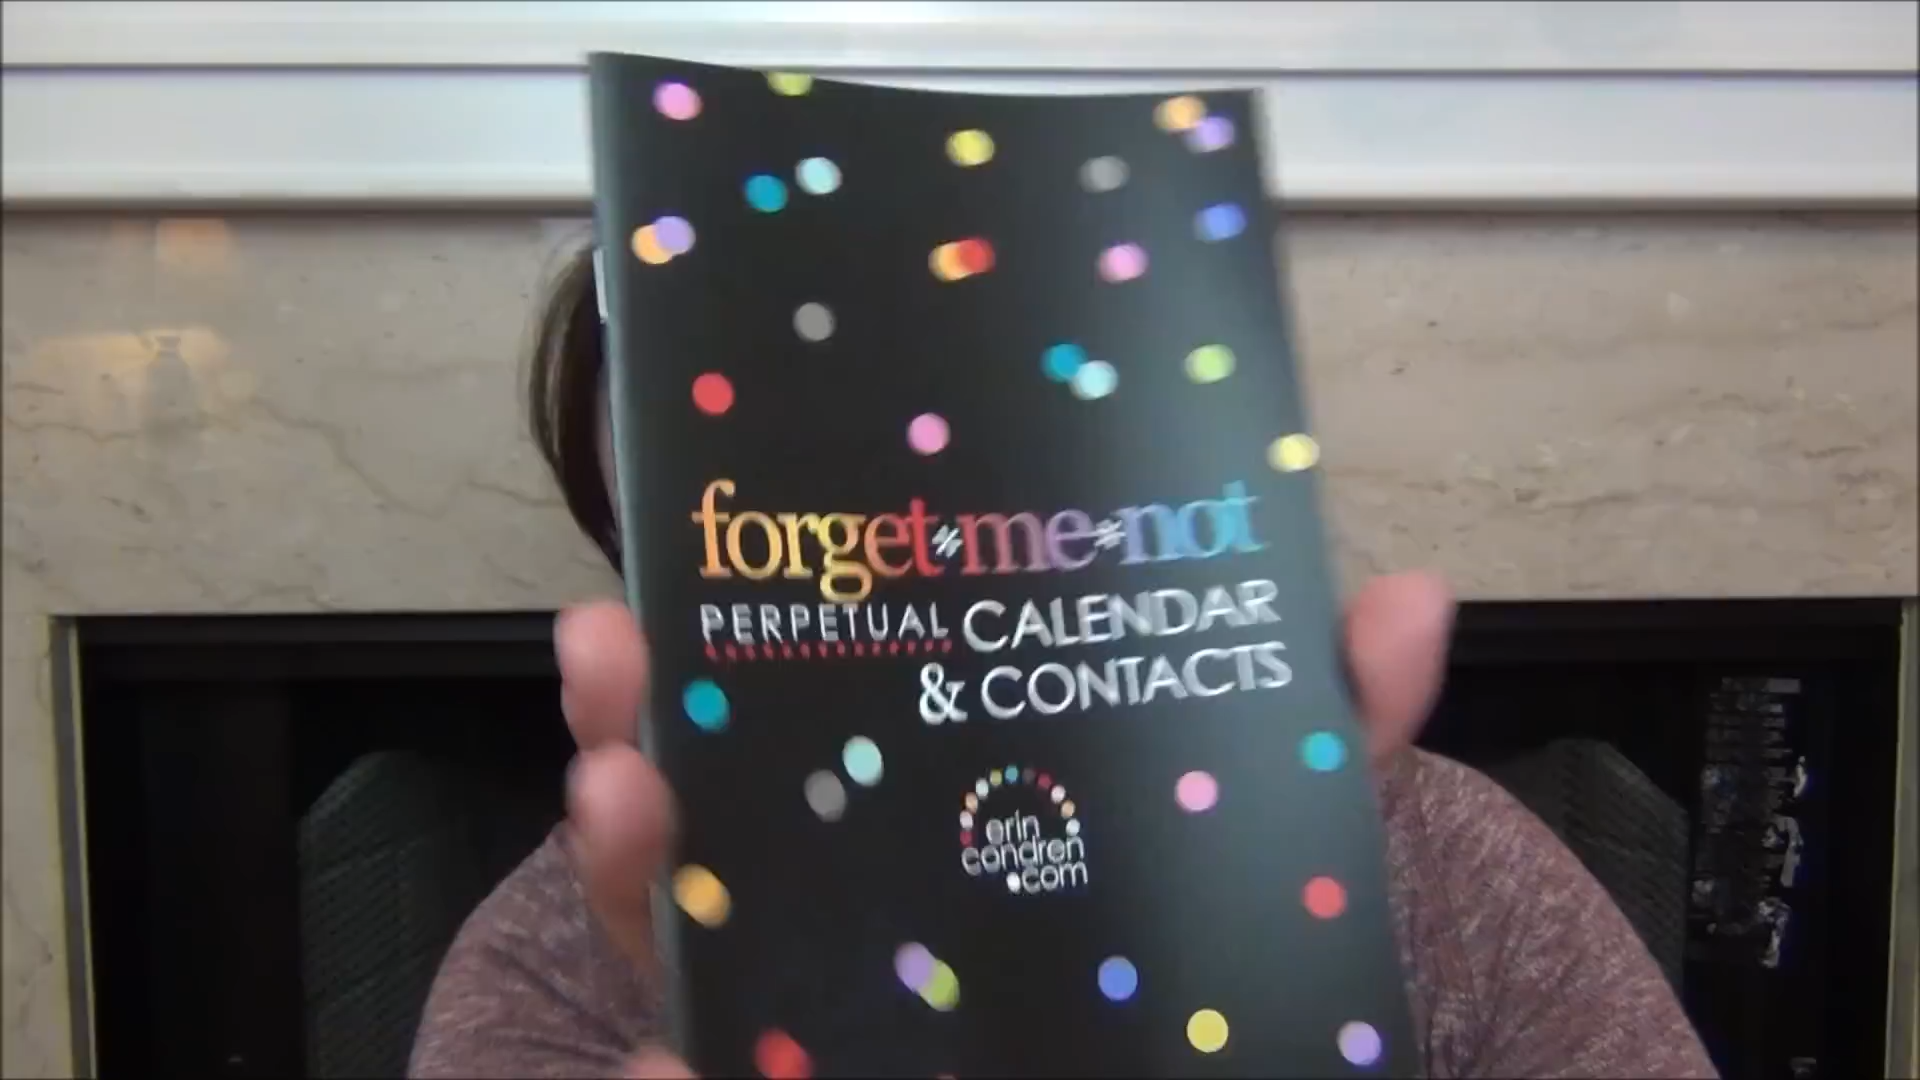 forget*me*not
PERPETUAL CALENDAR
& CONTACTS
erin
condren
.com